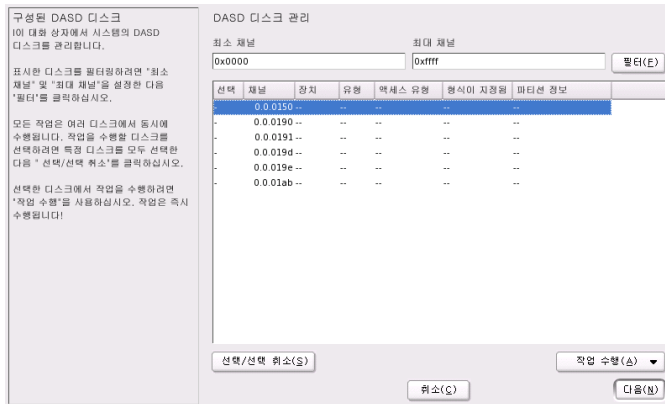 구성된 DASD 디스크
I이 대화 상자에서 시스템의 DASD
디스크를 관리합니다.
표시한 디스크를 필터링하려면 "최소
채널" 및 "최대 채널"을 설정한 다음
"필터"를 클릭하십시오.
모든 작업은 여러 디스크에서 동시에
수행됩니다. 작업을 수행할 디스크를
선택하려면 특정 디스크를 모두 선택한
다음 " 선택/선택 취소"를 클릭하십시오.
선택한 디스크에서 작업을 수행하려면
"작업 수행"을 사용하십시오. 작업은 즉시
수행됩니다!
DASD 디스크 관리
최소 채널 최대 채널
0x0000 0xffff 필터(F)
선택 채널 장치 유형 액세스 유형 형식이 지정됨 파티션 정보
- 0.0.0150 -- -- -- -- --
- 0.0.0190 -- -- -- -- --
- 0.0.0191 -- -- -- -- --
- 0.0.019d -- -- -- -- --
- 0.0.019e -- -- -- -- --
- 0.0.01ab -- -- -- -- --
선택/선택 취소(S) 작업 수행(A)
취소(C) 다음(N)